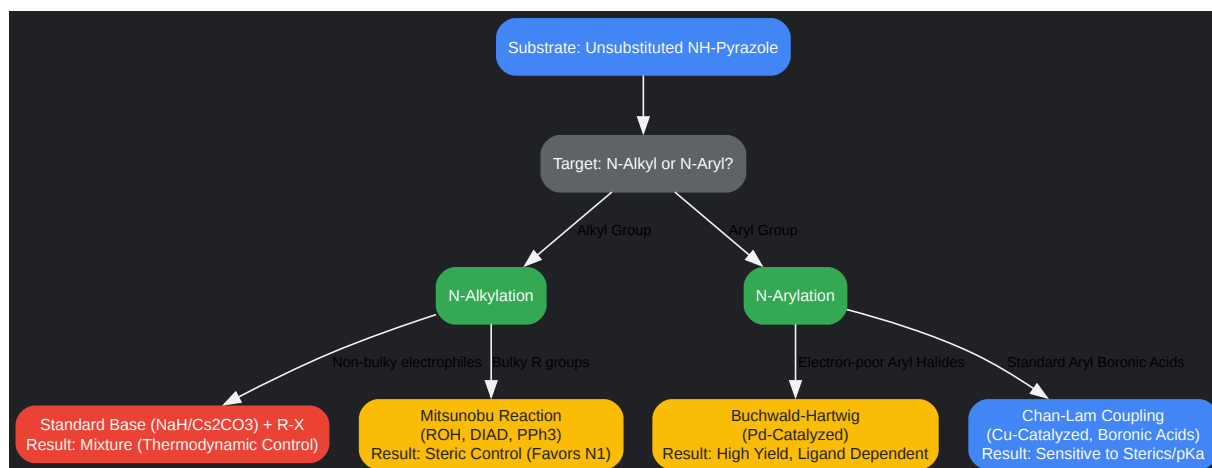 Substrate: Unsubstituted NH-Pyrazole
Target: N-Alkyl or N-Aryl?
Alkyl Group
Aryl Group
N-Alkylation
N-Arylation
Non-bulky electrophiles
Bulky R groups
Electron-poor Aryl Halides
Standard Aryl Boronic Acids
Standard Base (NaH/Cs2CO3) + R-X
Result: Mixture (Thermodynamic Control)
Mitsunobu Reaction
(ROH, DIAD, PPh3)
Result: Steric Control (Favors N1)
Buchwald-Hartwig
(Pd-Catalyzed)
Result: High Yield, Ligand Dependent
Chan-Lam Coupling
(Cu-Catalyzed, Boronic Acids)
Result: Sensitive to Sterics/pKa